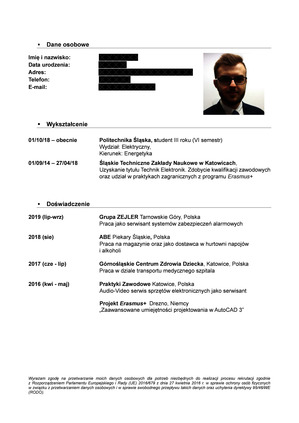 • Dane osobowe
Imię i nazwisko:
Data urodzenia:
Adres:
Telefon:
E-mail:
• Wykształcenie
01/10/18 – obecnie Politechnika Śląska, student III roku (VI semestr)
Wydział: Elektryczny,
Kierunek: Energetyka
01/09/14 – 27/04/18 Śląskie Techniczne Zakłady Naukowe w Katowicach,
Uzyskanie tytułu Technik Elektronik. Zdobycie kwalifikacji zawodowych
oraz udział w praktykach zagranicznych z programu Erasmus+
• Doświadczenie
2019 (lip-wrz) Grupa ZEJLER Tarnowskie Góry, Polska
Praca jako serwisant systemów zabezpieczeń alarmowych
2018 (sie) ABE Piekary Śląskie, Polska
Praca na magazynie oraz jako dostawca w hurtowni napojów
i alkoholi
2017 (cze - lip) Górnośląskie Centrum Zdrowia Dziecka, Katowice, Polska
Praca w dziale transportu medycznego szpitala
2016 (kwi - maj) Praktyki Zawodowe Katowice, Polska
Audio-Video serwis sprzętów elektronicznych jako serwisant
Projekt Erasmus+ Drezno, Niemcy
„Zaawansowane umiejętności projektowania w AutoCAD 3”
Wyrażam zgodę na przetwarzanie moich danych osobowych dla potrzeb niezbędnych do realizacji procesu rekrutacji zgodnie
z Rozporządzeniem Parlamentu Europejskiego i Rady (UE) 2016/679 z dnia 27 kwietnia 2016 r. w sprawie ochrony osób fizycznych
w związku z przetwarzaniem danych osobowych i w sprawie swobodnego przepływu takich danych oraz uchylenia dyrektywy 95/46/WE
(RODO).